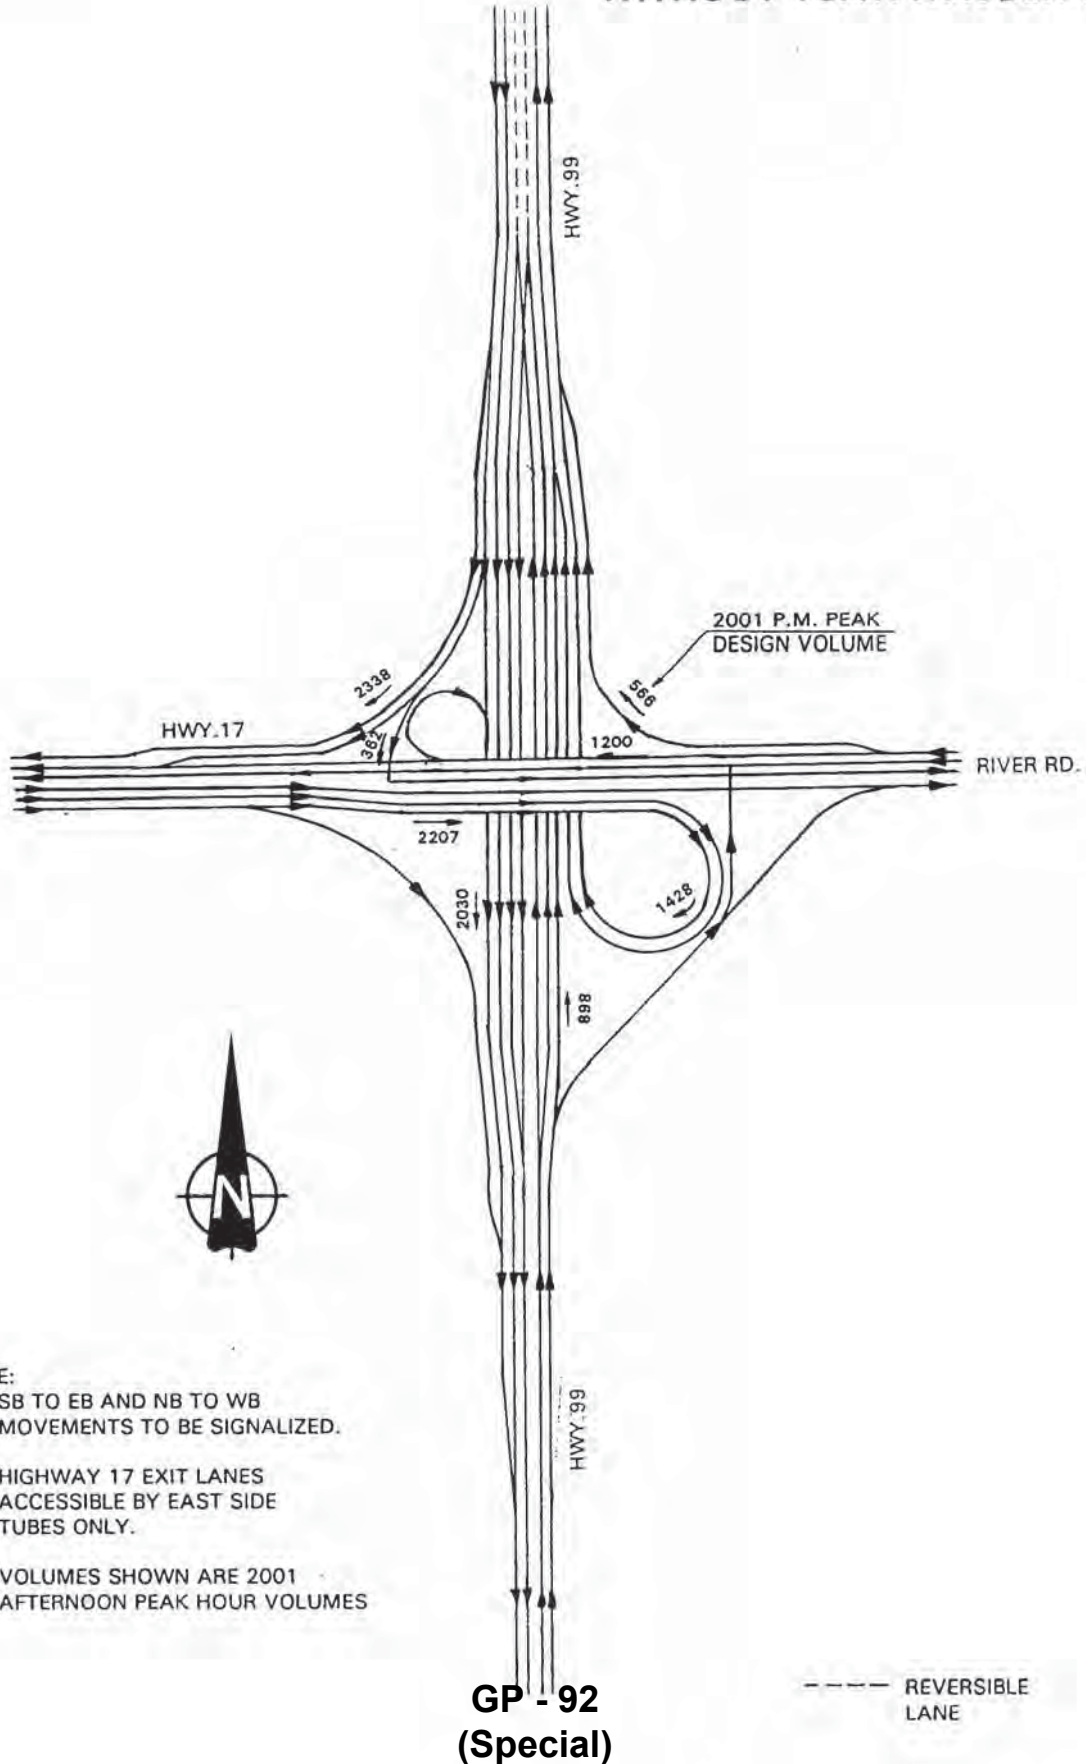 HWY.99
2001 P.M. PEAK
DESIGN VOLUME
2338
566
HWY.17
382
1200
RIVER RD.
2207
1428
2030
898
N
E:
SB TO EB AND NB TO WB
MOVEMENTS TO BE SIGNALIZED.
HIGHWAY 17 EXIT LANES
ACCESSIBLE BY EAST SIDE
TUBES ONLY.
VOLUMES SHOWN ARE 2001
AFTERNOON PEAK HOUR VOLUMES
HWY.99
REVERSIBLE
LANE
GP - 92
(Special)